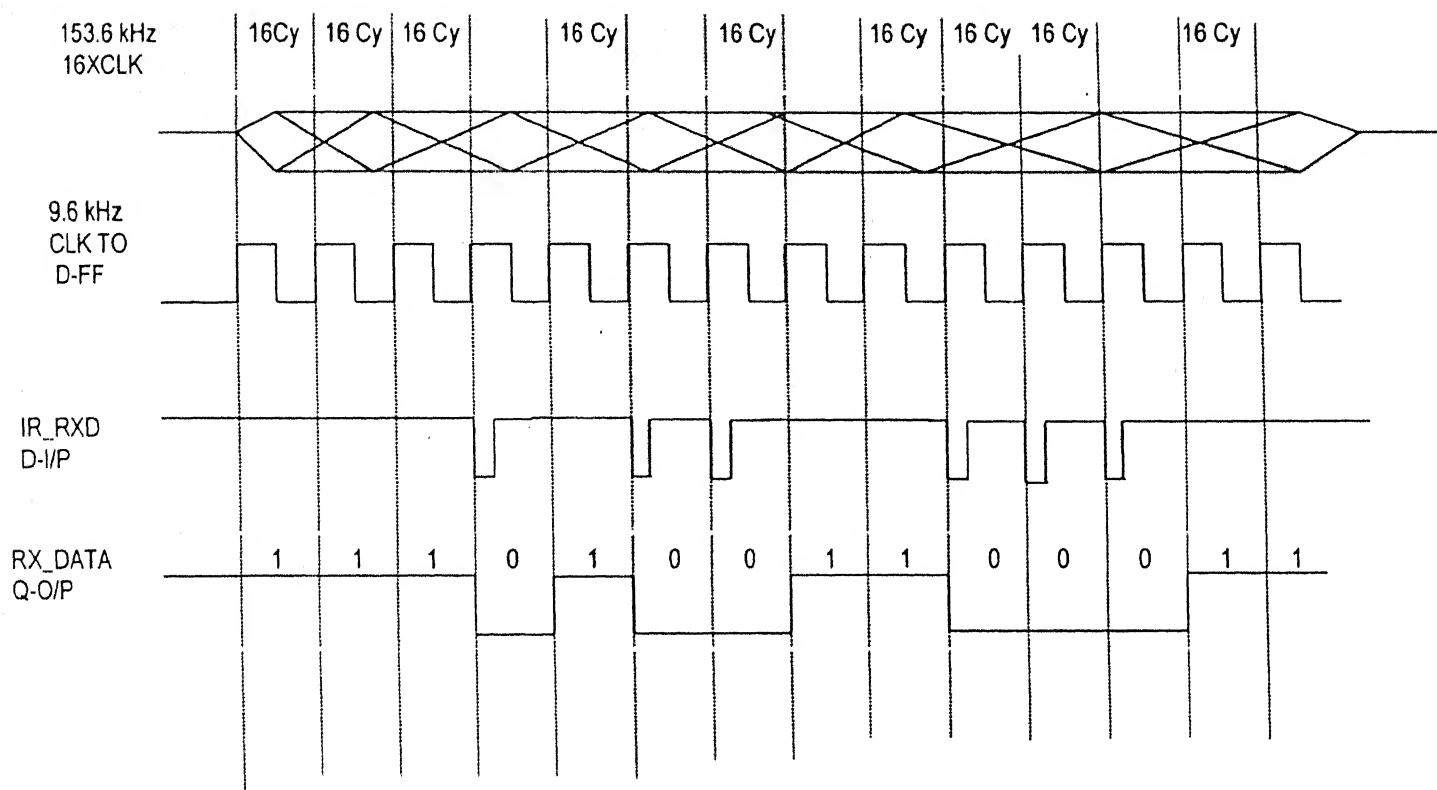 153.6 kHz
16XCLK
16Cy 16 Cy 16 Cy 16 Cy 16 Cy 16 Cy 16 Cy 16 Cy 16 Cy
9.6 kHz
CLK TO
D-FF
IR_RXD
D-I/P
RX_DATA
Q-O/P
1 1 1 0 1 0 0 1 1 0 0 0 1 1